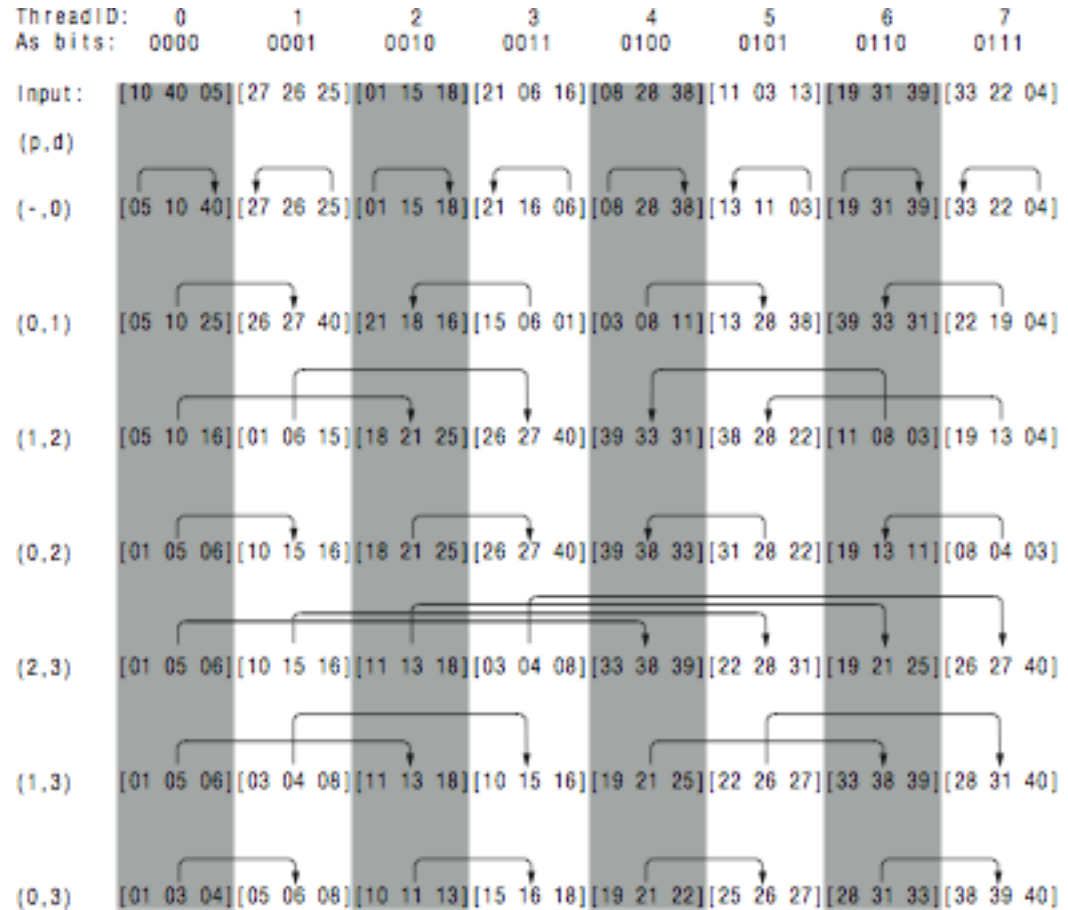 ThreadID: 0 1 2 3 4 5 6 7
As bits: 0000 0001 0010 0011 0100 0101 0110 0111
Input: [10 40 05][27 26 25][01 15 18][21 06 16][08 28 38][11 03 13][19 31 39][33 22 04]
(p,d)
(-,0) [05 10 40][27 26 25][01 15 18][21 16 06][08 28 38][13 11 03][19 31 39][33 22 04]
(0,1) [05 10 25][26 27 40][21 18 16][15 06 01][03 08 11][13 28 38][39 33 31][22 19 04]
(1,2) [05 10 16][01 06 15][18 21 25][26 27 40][39 33 31][38 28 22][11 08 03][19 13 04]
(0,2) [01 05 06][10 15 16][18 21 25][26 27 40][39 38 33][31 28 22][19 13 11][08 04 03]
(2,3) [01 05 06][10 15 16][11 13 18][03 04 08][33 38 39][22 28 31][19 21 25][26 27 40]
(1,3) [01 05 06][03 04 08][11 13 18][10 15 16][19 21 25][22 26 27][33 38 39][28 31 40]
(0,3) [01 03 04][05 06 08][10 11 13][15 16 18][19 21 22][25 26 27][28 31 33][38 39 40]